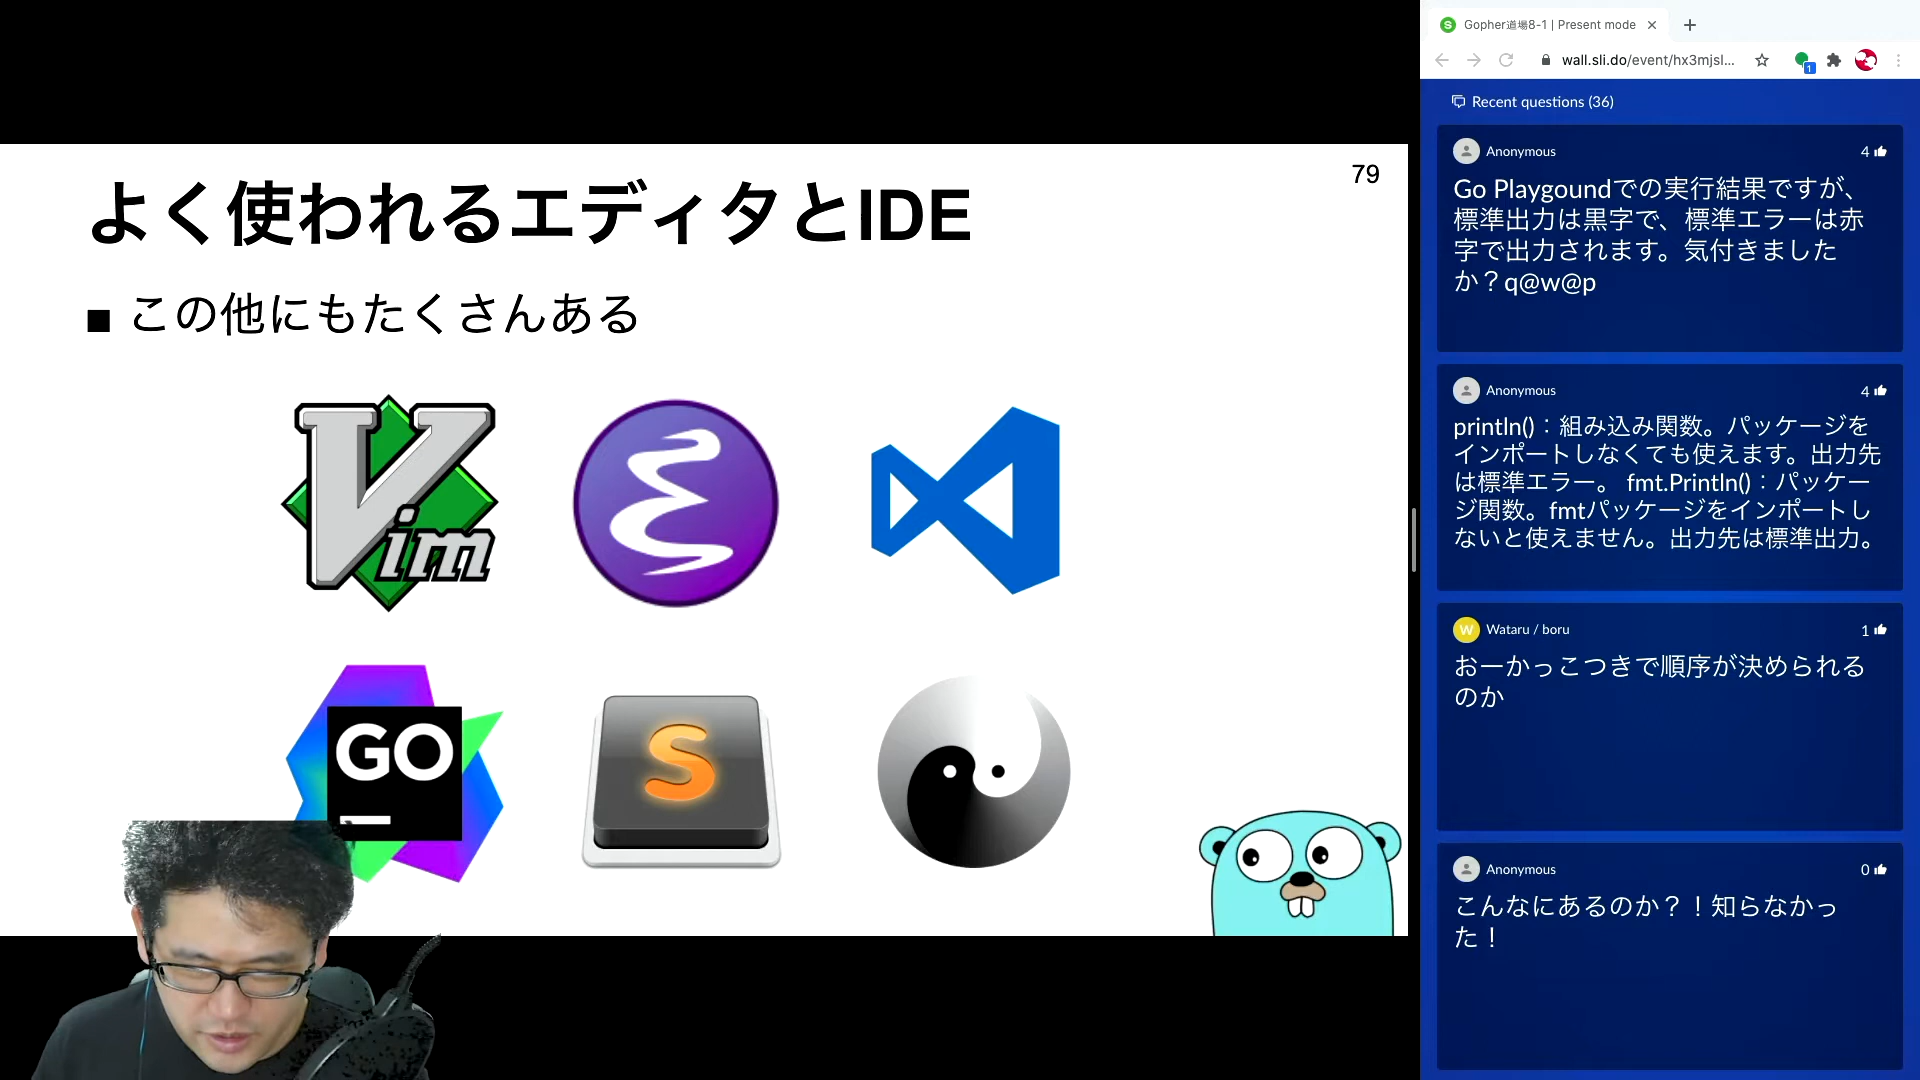 よく使われるエディタとIDE
79
■ この他にもたくさんある
Vim
GO
S
Gopher道場8-1 | Present mode
wall.sli.do/event/hx3mjsl...
1
Recent questions (36)
Anonymous
4
Go Playgoundでの実行結果ですが、
標準出力は黒字で、標準エラーは赤
字で出力されます。気付きました
か？q@w@p
Anonymous
4
println()：組み込み関数。パッケージを
インポートしなくても使えます。出力先
は標準エラー。 fmt.Println()：パッケー
ジ関数。fmtパッケージをインポートし
ないと使えません。出力先は標準出力。
W
Wataru / boru
1
おーかっこつきで順序が決められる
のか
Anonymous
0
こんなにあるのか？！知らなかっ
た！